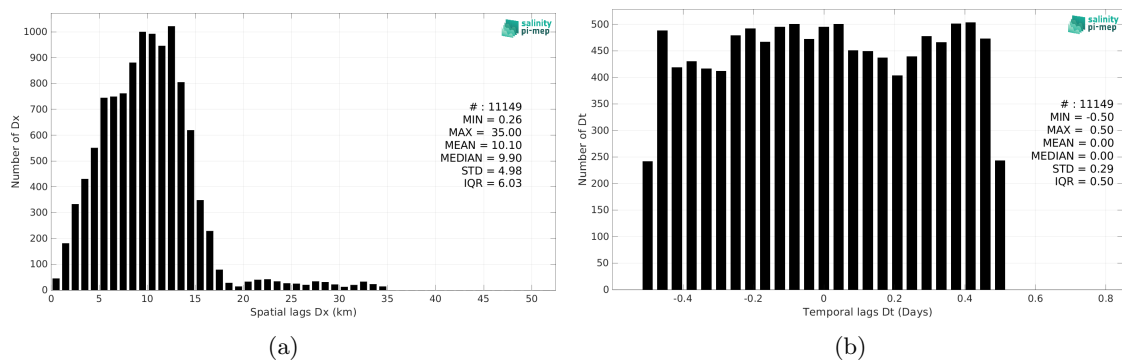 1000
900
800
700
600
500
400
300
200
100
0
Number of Dx
0 5 10 15 20 25 30 35 40 45 50
Spatial lags Dx (km)
salinity
pi-mep
# : 11149
MIN = 0.26
MAX = 35.00
MEAN = 10.10
MEDIAN = 9.90
STD = 4.98
IQR = 6.03
(a)
500
450
400
350
300
250
200
150
100
50
0
Number of Dt
-0.4 -0.2 0 0.2 0.4 0.6 0.8
Temporal lags Dt (Days)
salinity
pi-mep
# : 11149
MIN = -0.50
MAX = 0.50
MEAN = 0.00
MEDIAN = 0.00
STD = 0.29
IQR = 0.50
(b)